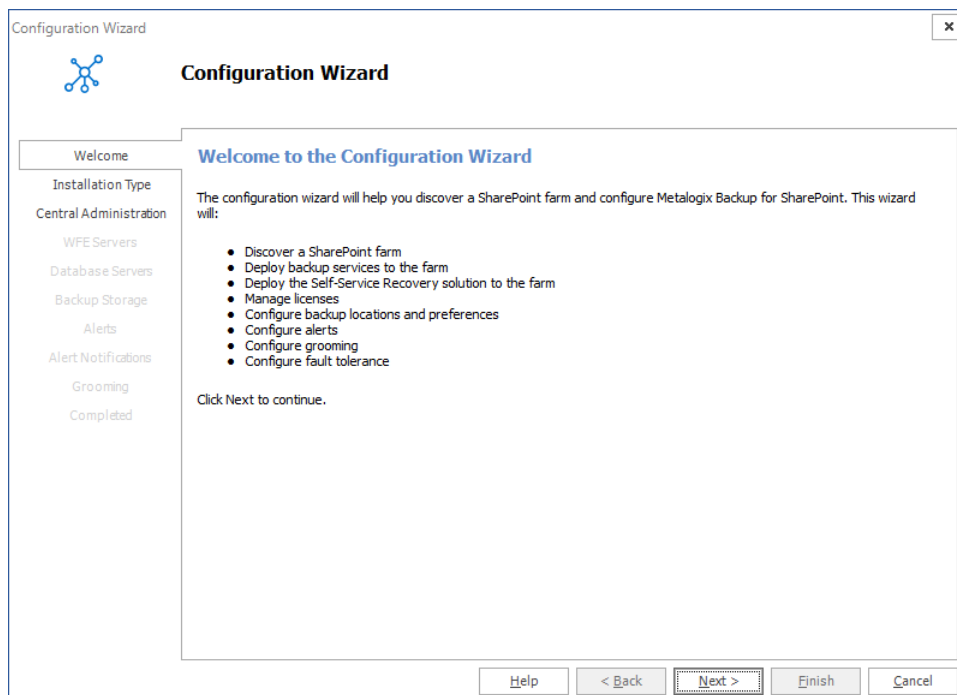 Configuration Wizard
Configuration Wizard
Welcome
Installation Type
Central Administration
WFE Servers
Database Servers
Backup Storage
Alerts
Alert Notifications
Grooming
Completed
Welcome to the Configuration Wizard
The configuration wizard will help you discover a SharePoint farm and configure Metalogix Backup for SharePoint. This wizard
will:
● Discover a SharePoint farm
● Deploy backup services to the farm
● Deploy the Self-Service Recovery solution to the farm
● Manage licenses
● Configure backup locations and preferences
● Configure alerts
● Configure grooming
● Configure fault tolerance
Click Next to continue.
Help < Back Next > Finish Cancel